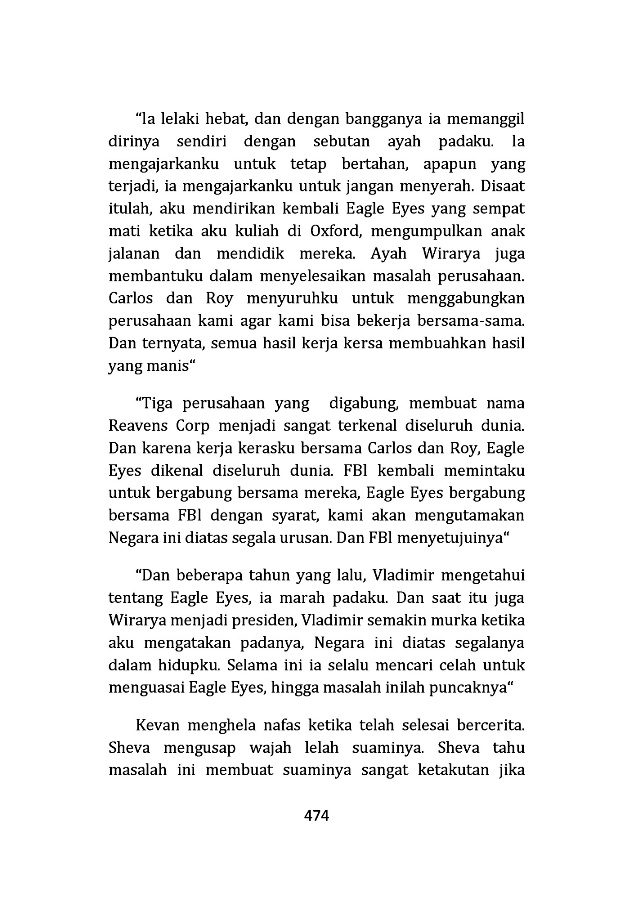 “Ia lelaki hebat, dan dengan bangganya ia memanggil
dirinya sendiri dengan sebutan ayah padaku. Ia
mengajarkanku untuk tetap bertahan, apapun yang
terjadi, ia mengajarkanku untuk jangan menyerah. Disaat
itulah, aku mendirikan kembali Eagle Eyes yang sempat
mati ketika aku kuliah di Oxford, mengumpulkan anak
jalanan dan mendidik mereka. Ayah Wirarya juga
membantuku dalam menyelesaikan masalah perusahaan.
Carlos dan Roy menyuruhku untuk menggabungkan
perusahaan kami agar kami bisa bekerja bersama-sama.
Dan ternyata, semua hasil kerja kersa membuahkan hasil
yang manis“
“Tiga perusahaan yang digabung, membuat nama
Reavens Corp menjadi sangat terkenal diseluruh dunia.
Dan karena kerja kerasku bersama Carlos dan Roy, Eagle
Eyes dikenal diseluruh dunia. FBI kembali memintaku
untuk bergabung bersama mereka, Eagle Eyes bergabung
bersama FBI dengan syarat, kami akan mengutamakan
Negara ini diatas segala urusan. Dan FBI menyetujuinya“
“Dan beberapa tahun yang lalu, Vladimir mengetahui
tentang Eagle Eyes, ia marah padaku. Dan saat itu juga
Wirarya menjadi presiden, Vladimir semakin murka ketika
aku mengatakan padanya, Negara ini diatas segalanya
dalam hidupku. Selama ini ia selalu mencari celah untuk
menguasai Eagle Eyes, hingga masalah inilah puncaknya“
Kevan menghela nafas ketika telah selesai bercerita.
Sheva mengusap wajah lelah suaminya. Sheva tahu
masalah ini membuat suaminya sangat ketakutan jika
474